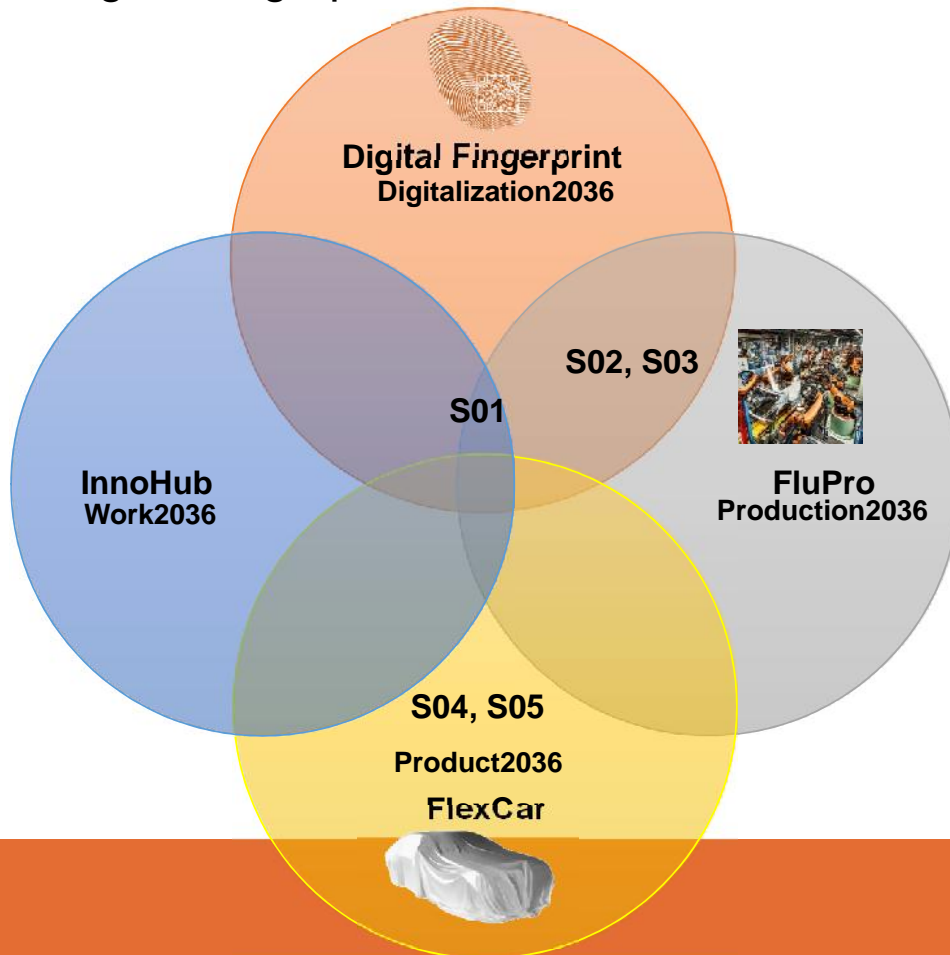 Digital Fingerprint
Digitalization2036
S02, S03
S01
InnoHub
Work2036
FluPro
Production2036
S04, S05
Product2036
FlexCar